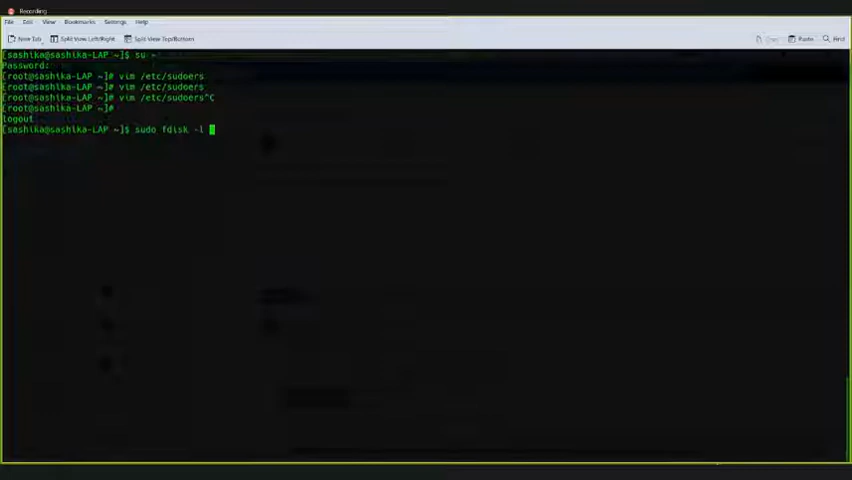 Recording
File Edit View Bookmarks Settings Help
New Tab Split View Left/Right Split View Top/Bottom Copy Paste Find
[sashika@sashika-LAP ~]$ su -
Password:
[root@sashika-LAP ~]# vim /etc/sudoers
[root@sashika-LAP ~]# vim /etc/sudoers
[root@sashika-LAP ~]# vim /etc/sudoers^C
[root@sashika-LAP ~]#
logout
[sashika@sashika-LAP ~]$ sudo fdisk -l